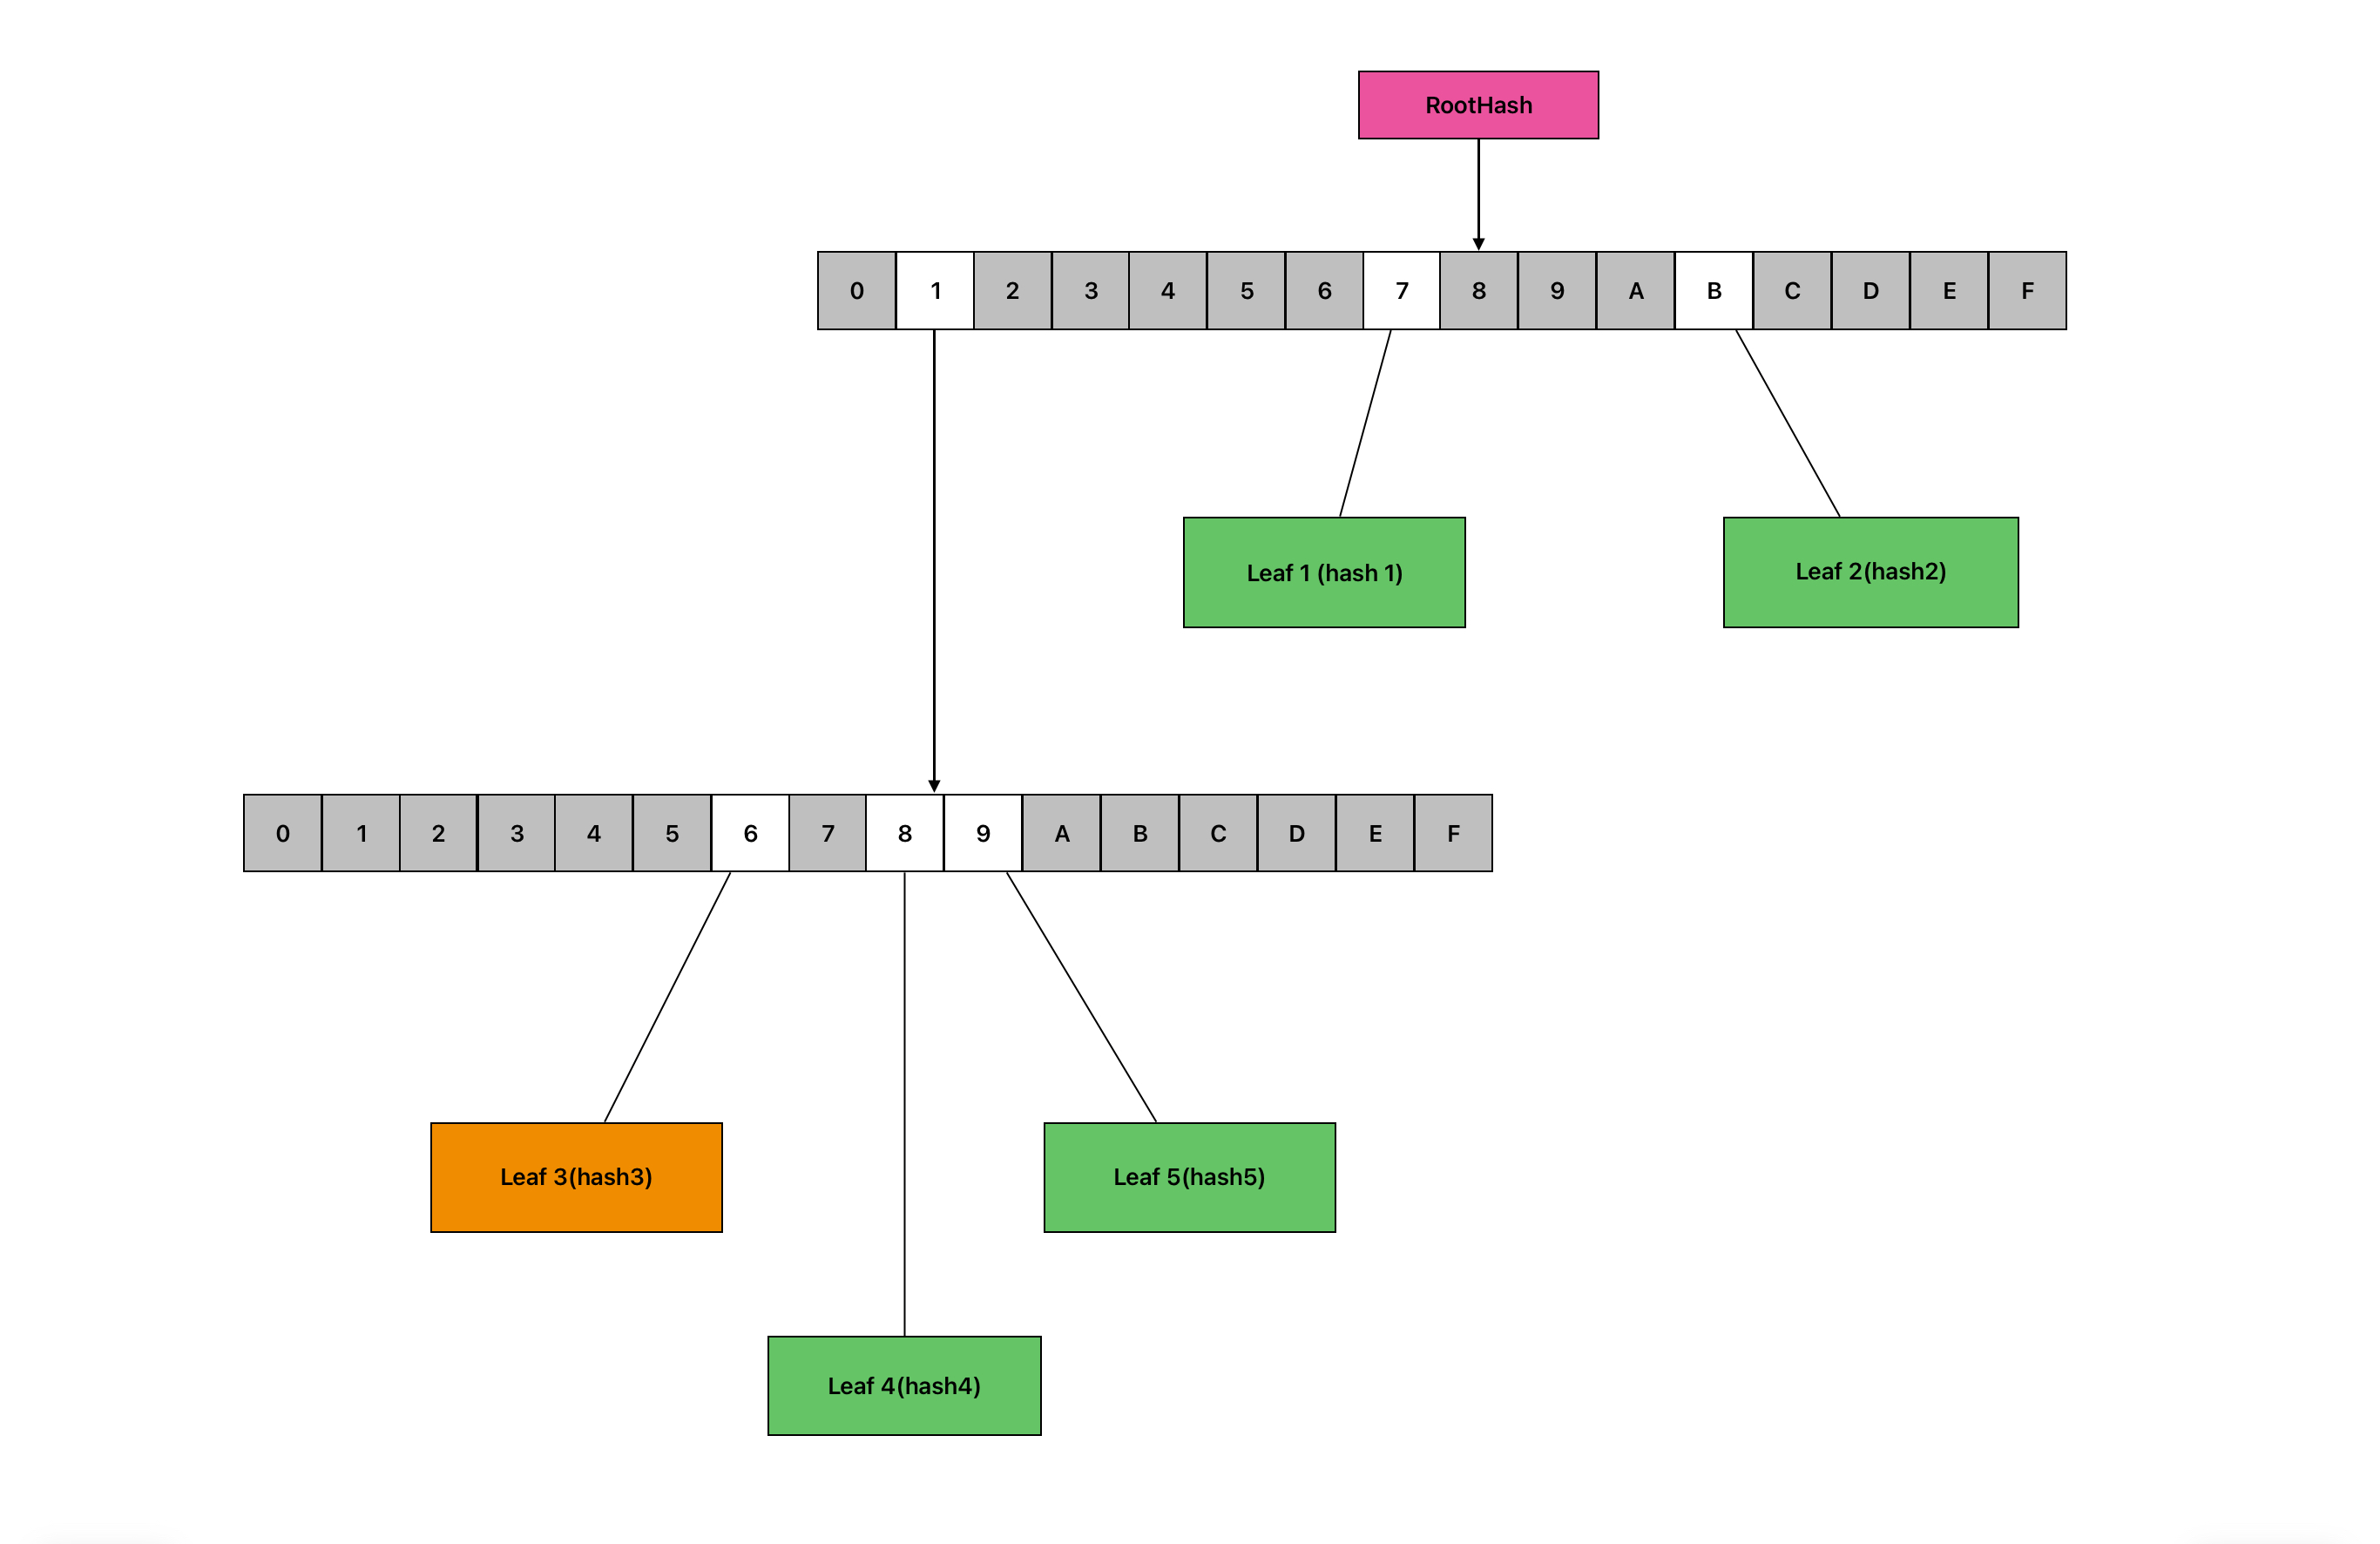 RootHash
0 1 2 3 4 5 6 7 8 9 A B C D E F
Leaf 1 (hash 1)
Leaf 2(hash2)
0 1 2 3 4 5 6 7 8 9 A B C D E F
Leaf 3(hash3)
Leaf 5(hash5)
Leaf 4(hash4)